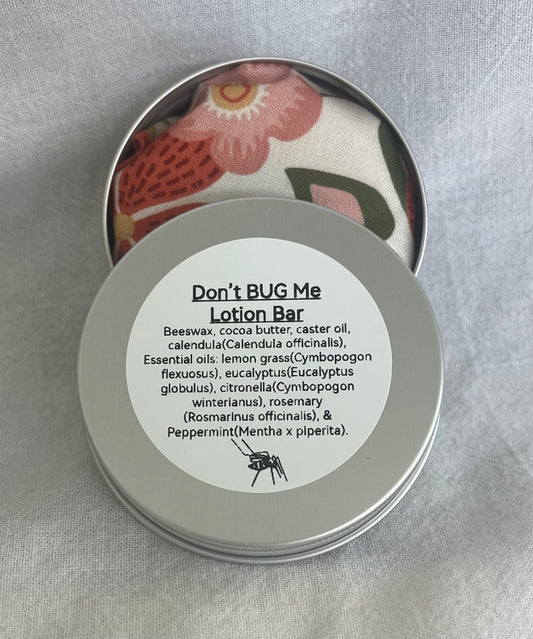 Don't BUG Me
Lotion Bar
Beeswax, cocoa butter, caster oil,
calendula(Calendula officinalis),
Essential oils: lemon grass(Cymbopogon
flexuosus), eucalyptus(Eucalyptus
globulus), citronella(Cymbopogon
winterianus), rosemary
(Rosmarinus officinalis), &
Peppermint(Mentha x piperita).